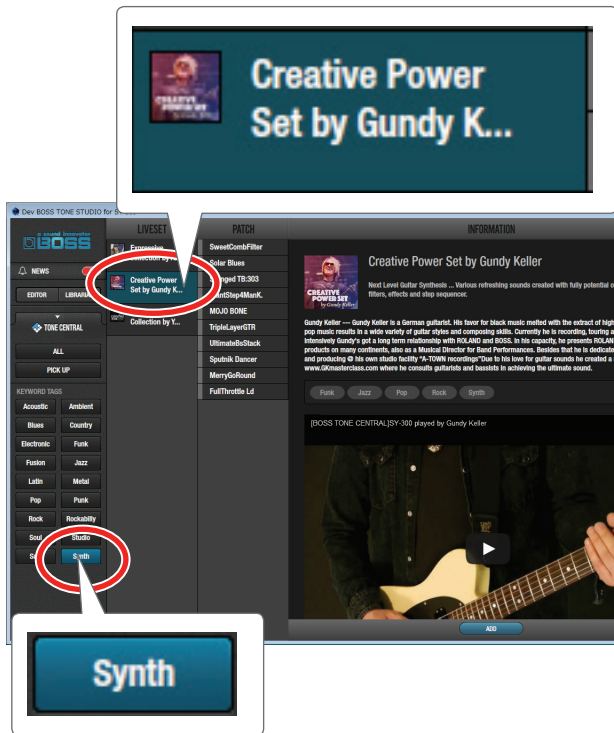 Creative Power
Set by Gundy K...
Dev BOSS TONE STUDIO for
a sound innovator
BOSS
NEWS
EDITOR
LIBRARIAN
TONE CENTRAL
ALL
PICK UP
KEYWORD TAGS
Acoustic
Ambient
Blues
Country
Electronic
Funk
Fusion
Jazz
Latin
Metal
Pop
Punk
Rock
Rockabilly
Soul
Studio
Synth
LIVESET
Expressive
Creative Power
Set by Gundy K...
Collection by Y...
PATCH
SweetCombFilter
Solar Blues
MOJO BONE
TripleLayerGTR
UltimateBsStack
Sputnik Dancer
MerryGoRound
FullThrottle Ld
INFORMATION
CREATIVE
POWER SET
by Gundy Keller
Creative Power Set by Gundy Keller
Next Level Guitar Synthesis ... Various refreshing sounds created with fully potential o
filters, effects and step sequencer.
Gundy Keller --- Gundy Keller is a German guitarist. His favor for black music melted with the extract of high
pop music results in a wide variety of guitar styles and composing skills. Currently he is recording, touring a
intensively Gundy's got a long term relationship with ROLAND and BOSS. In his capacity, he presents ROLAN
products on many continents, also as a Musical Director for Band Performances. Besides that he is dedicate
and producing @ his own studio facility "A-TOWN recordings"Due to his love for guitar sounds he created a
www.GKmasterclass.com where he consults guitarists and bassists in achieving the ultimate sound.
Funk
Jazz
Pop
Rock
Synth
[BOSS TONE CENTRAL]SY-300 played by Gundy Keller
ADD
Synth